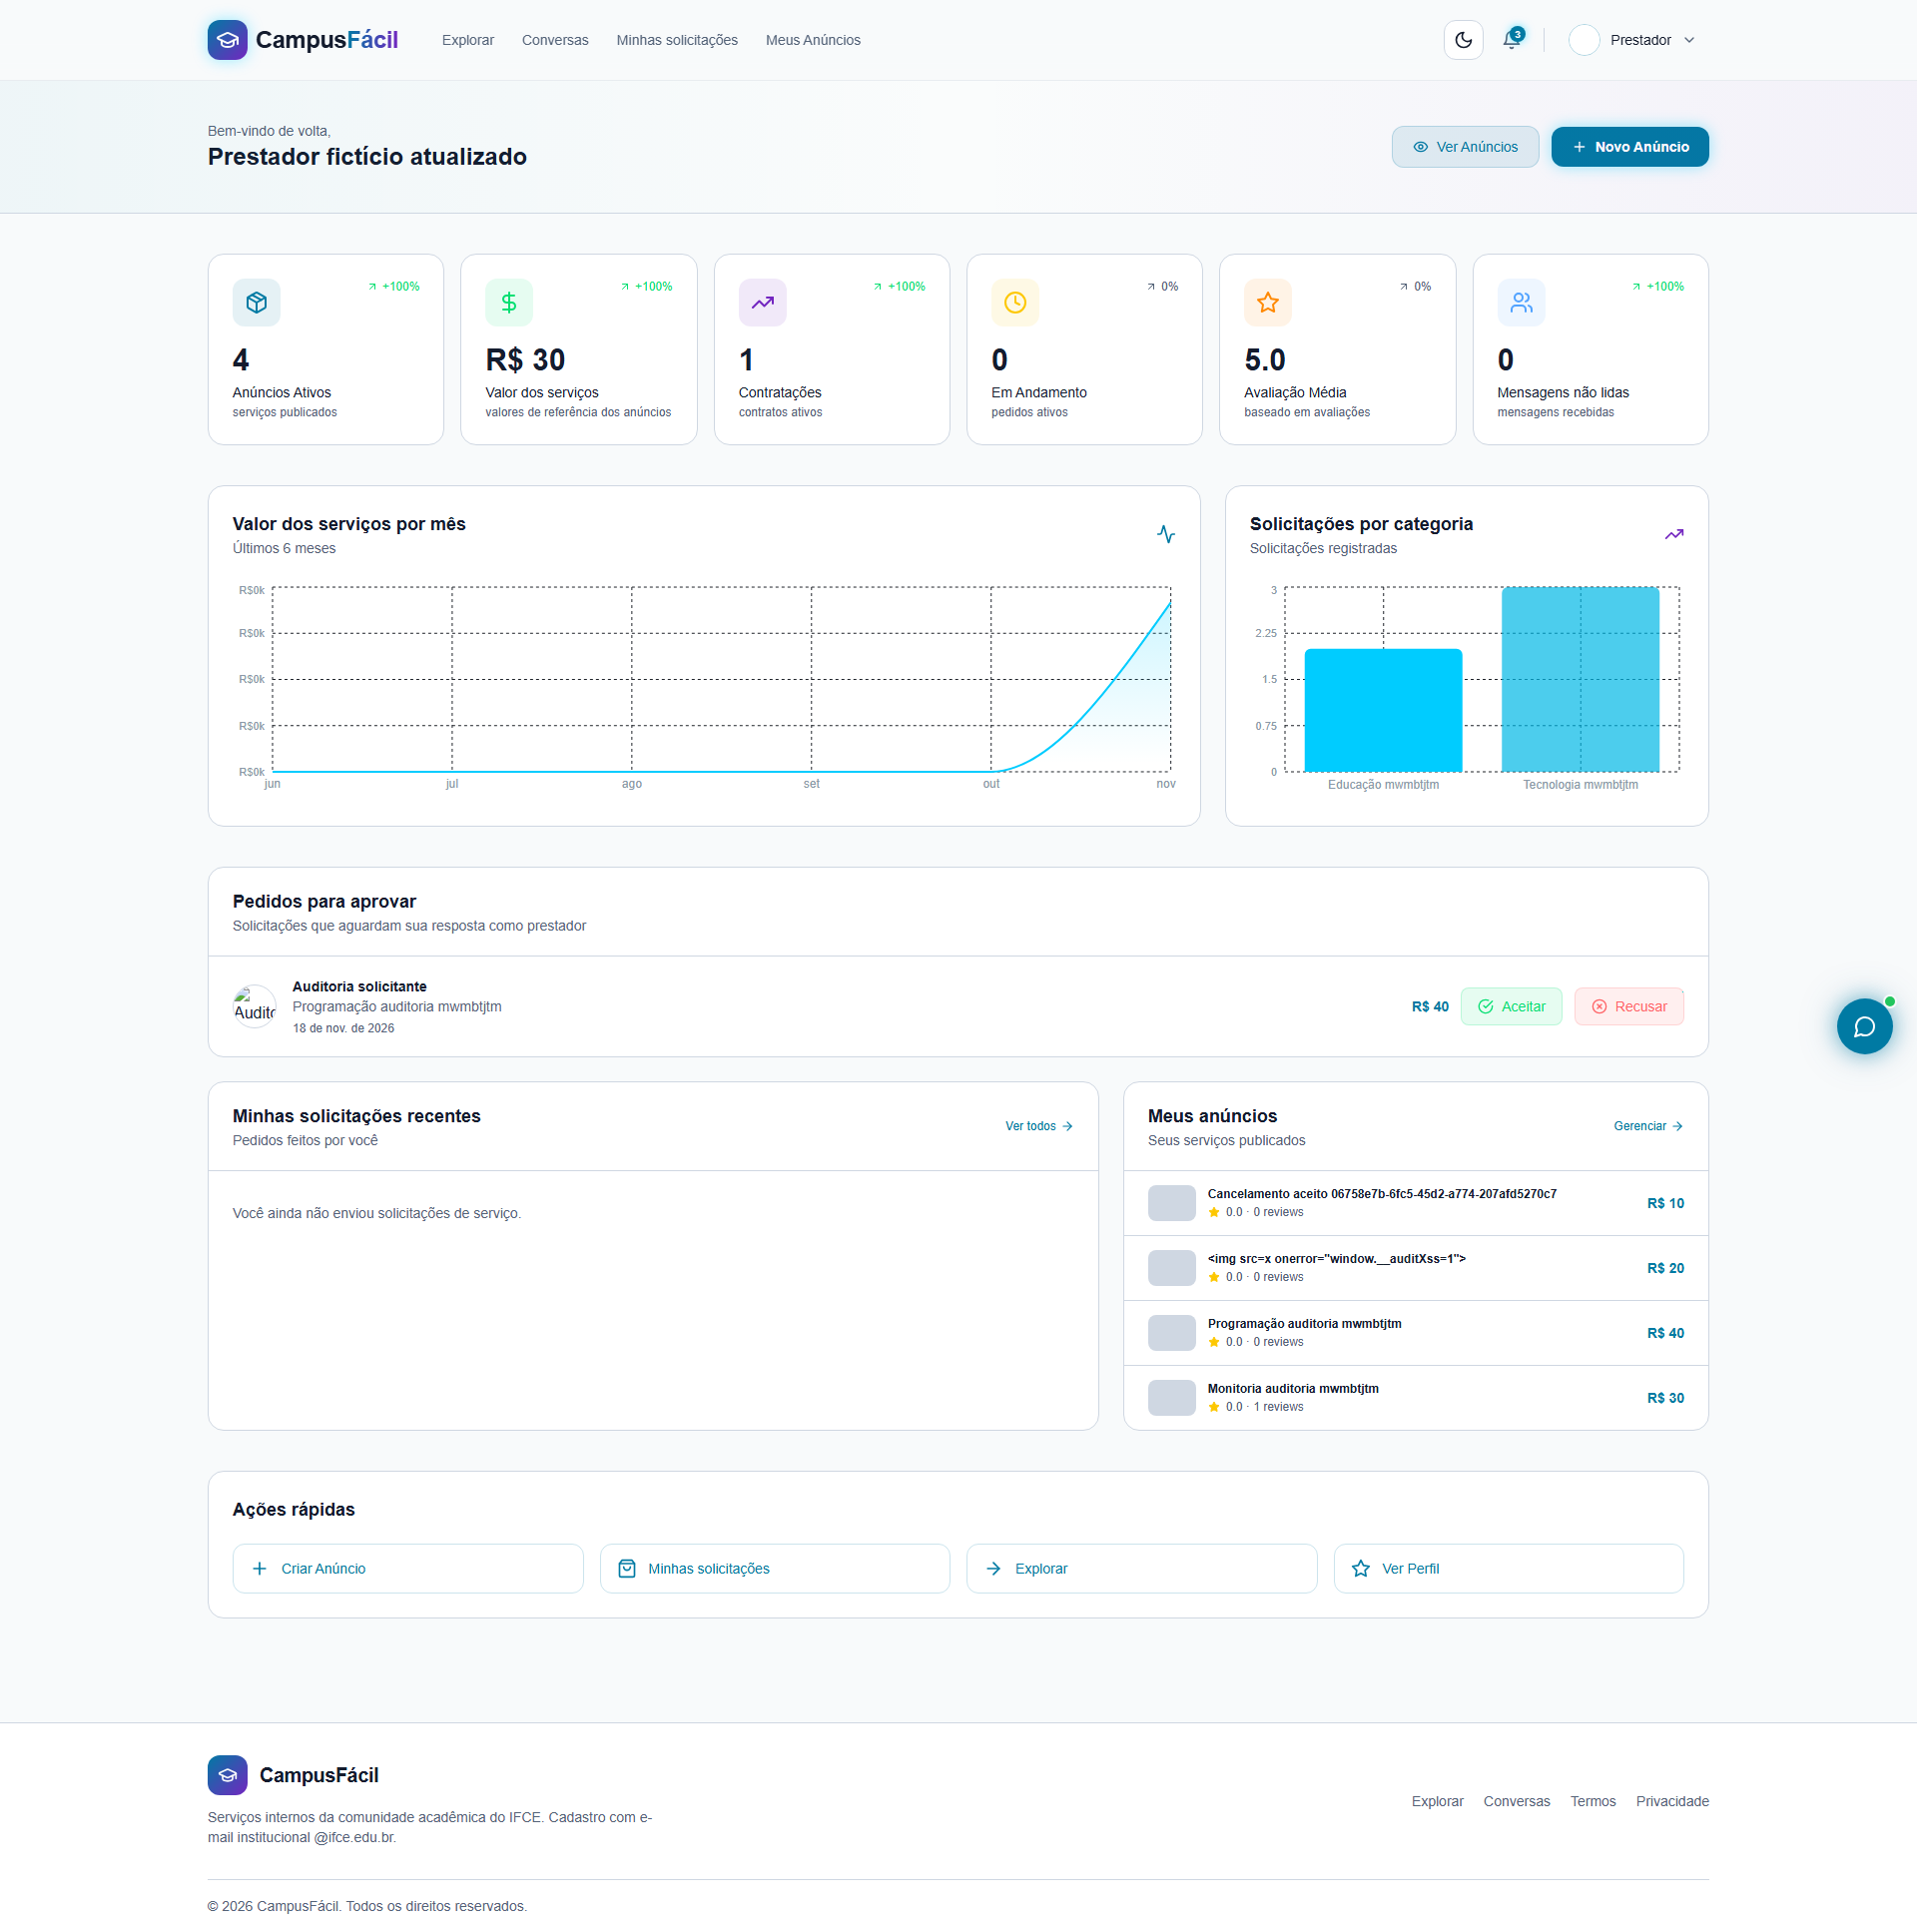 CampusFácil
Explorar
Conversas
Minhas solicitações
Meus Anúncios
3
Prestador
Bem-vindo de volta,
Prestador fictício atualizado
Ver Anúncios
Novo Anúncio
+100%
4
Anúncios Ativos
serviços publicados
+100%
R$ 30
Valor dos serviços
valores de referência dos anúncios
+100%
1
Contratações
contratos ativos
0%
0
Em Andamento
pedidos ativos
0%
5.0
Avaliação Média
baseado em avaliações
+100%
0
Mensagens não lidas
mensagens recebidas
Valor dos serviços por mês
Últimos 6 meses
R$0k
R$0k
R$0k
R$0k
R$0k
jun
jul
ago
set
out
nov
Solicitações por categoria
Solicitações registradas
3
2.25
1.5
0.75
0
Educação mwmbtjtm
Tecnologia mwmbtjtm
Pedidos para aprovar
Solicitações que aguardam sua resposta como prestador
Audito
Auditoria solicitante
Programação auditoria mwmbtjtm
18 de nov. de 2026
R$ 40
Aceitar
Recusar
Minhas solicitações recentes
Pedidos feitos por você
Ver todos
Você ainda não enviou solicitações de serviço.
Meus anúncios
Seus serviços publicados
Gerenciar
Cancelamento aceito 06758e7b-6fc5-45d2-a774-207afd5270c7
0.0 · 0 reviews
R$ 10
<img src=x onerror="window.__auditXss=1">
0.0 · 0 reviews
R$ 20
Programação auditoria mwmbtjtm
0.0 · 0 reviews
R$ 40
Monitoria auditoria mwmbtjtm
0.0 · 1 reviews
R$ 30
Ações rápidas
Criar Anúncio
Minhas solicitações
Explorar
Ver Perfil
CampusFácil
Serviços internos da comunidade acadêmica do IFCE. Cadastro com e-
mail institucional @ifce.edu.br.
Explorar
Conversas
Termos
Privacidade
© 2026 CampusFácil. Todos os direitos reservados.